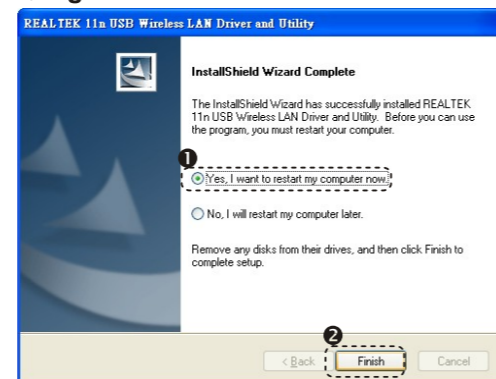 REALTEK 11n USB Wireless LAN Driver and Utility
InstallShield Wizard Complete
The InstallShield Wizard has successfully installed REALTEK
11n USB Wireless LAN Driver and Utility.  Before you can use
the program, you must restart your computer.
❶
Yes, I want to restart my computer now.
No, I will restart my computer later.
Remove any disks from their drives, and then click Finish to
complete setup.
❷
< Back
Finish
Cancel